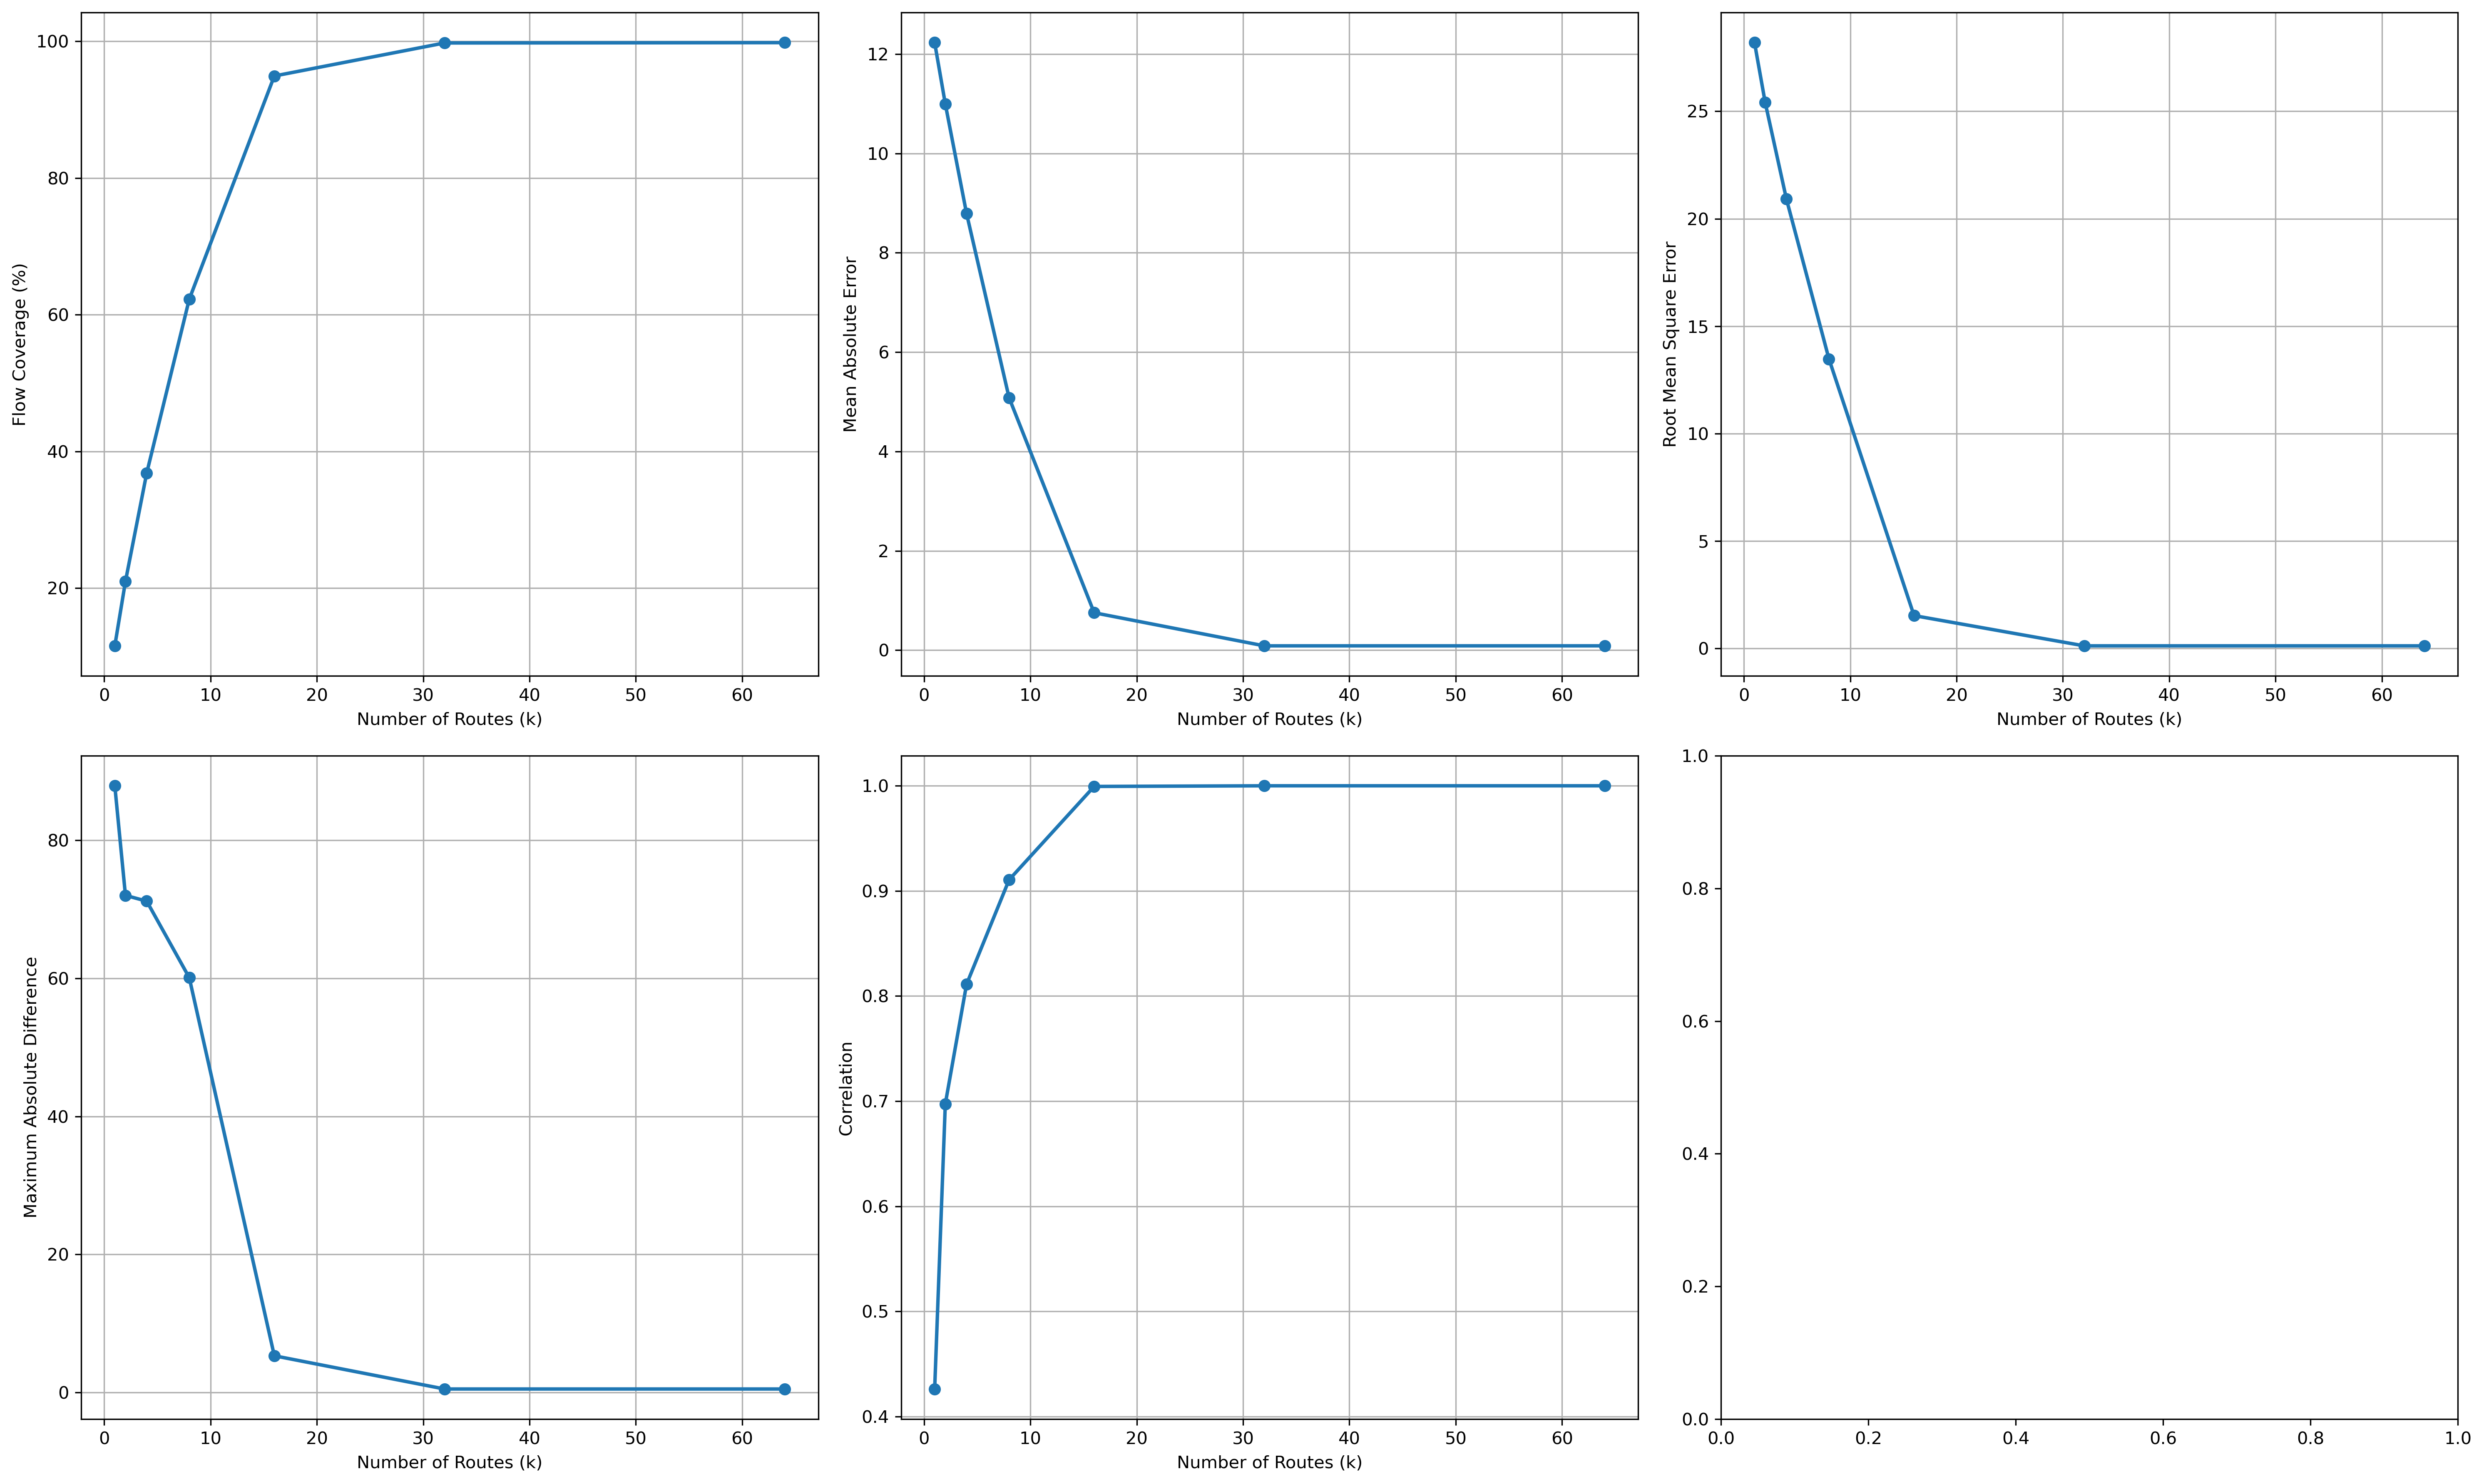 100
80
60
40
20
Flow Coverage (%)
0 10 20 30 40 50 60
Number of Routes (k)
12
10
8
6
4
2
0
Mean Absolute Error
0 10 20 30 40 50 60
Number of Routes (k)
25
20
15
10
5
0
Root Mean Square Error
0 10 20 30 40 50 60
Number of Routes (k)
80
60
40
20
0
Maximum Absolute Difference
0 10 20 30 40 50 60
Number of Routes (k)
1.0
0.9
0.8
0.7
0.6
0.5
0.4
Correlation
0 10 20 30 40 50 60
Number of Routes (k)
1.0
0.8
0.6
0.4
0.2
0.0
0.0 0.2 0.4 0.6 0.8 1.0